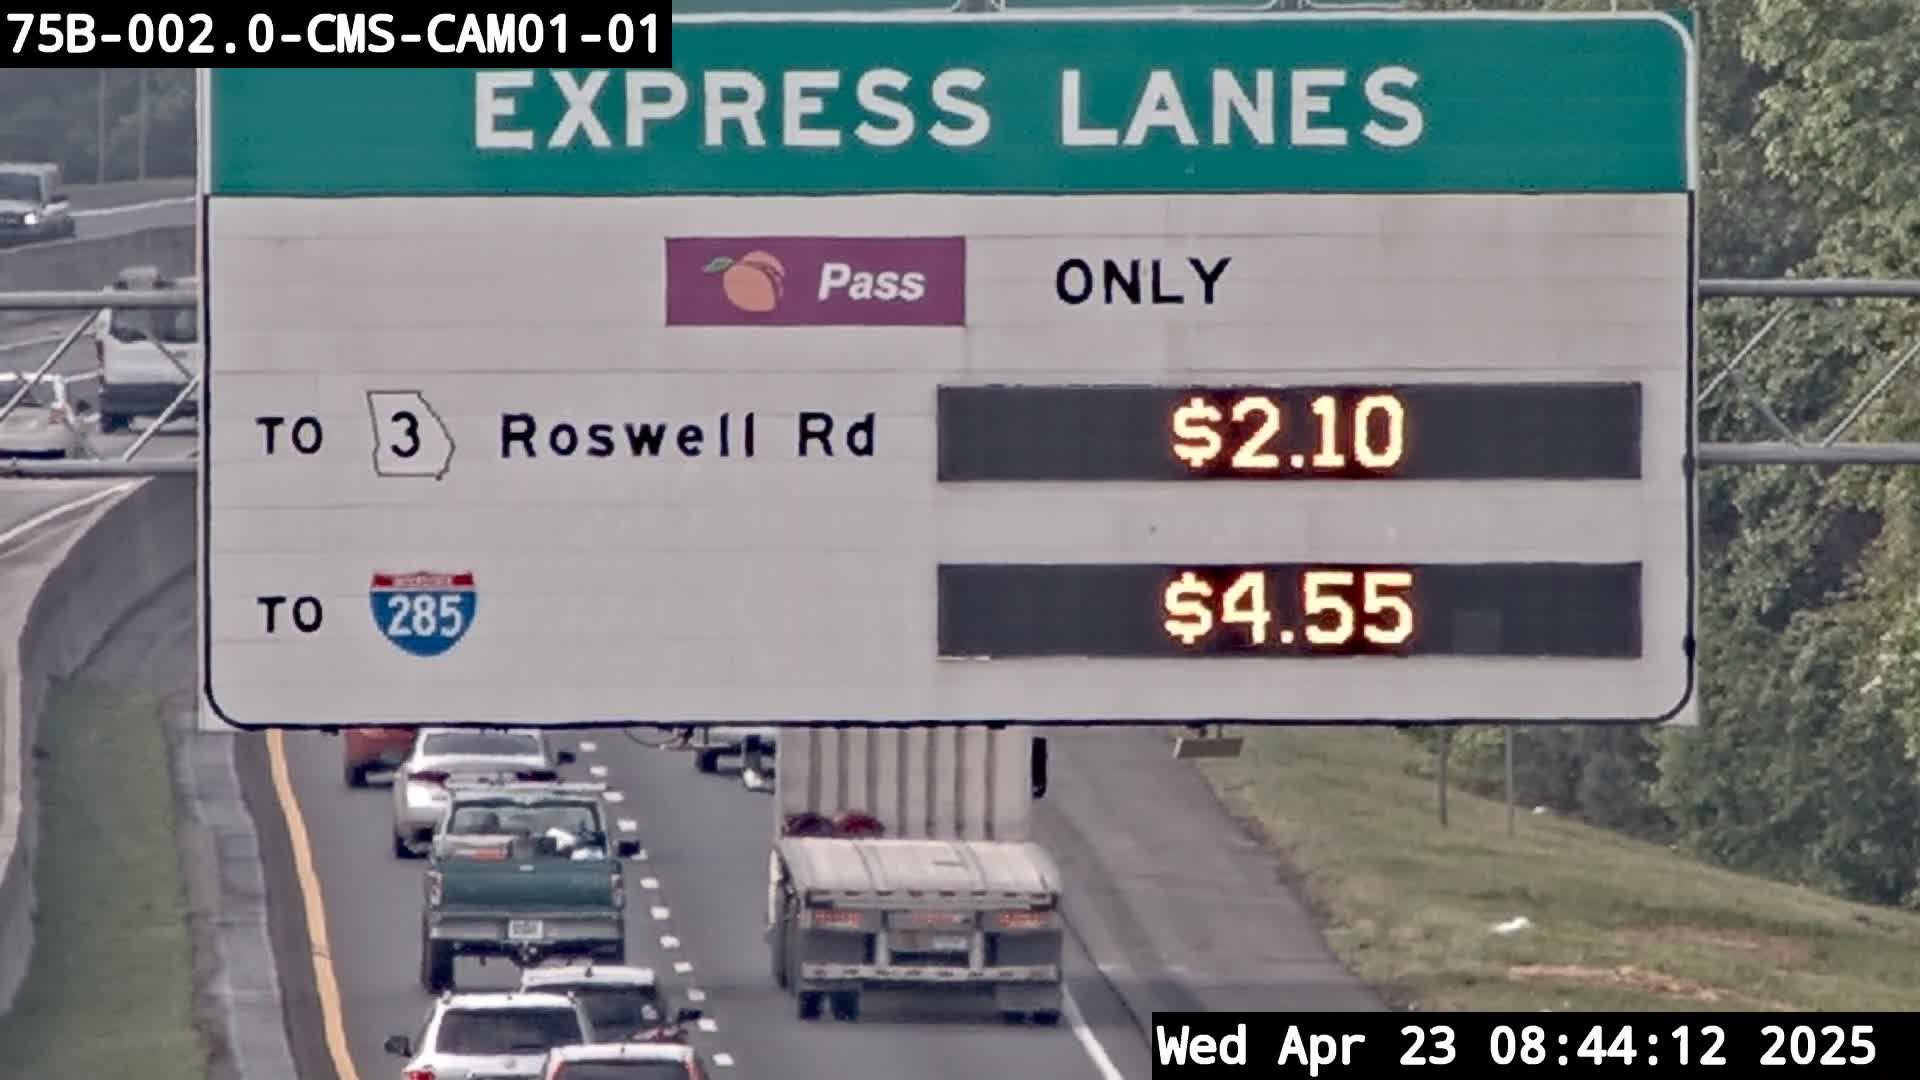 75B-002.0-CMS-CAM01-01
EXPRESS LANES
Pass ONLY
TO 3 Roswell Rd $2.10
TO INTERSTATE 285 $4.55
Wed Apr 23 08:44:12 2025